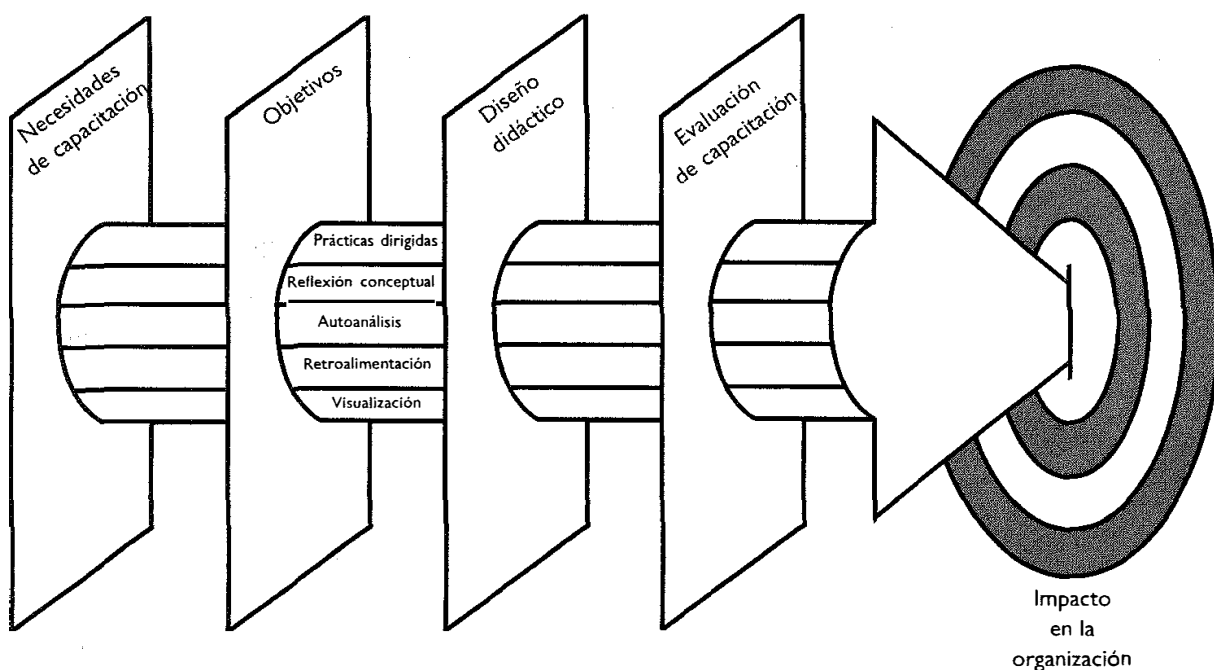 Necesidades
de capacitación
Objetivos
Diseño
didáctico
Evaluación
de capacitación
Prácticas dirigidas
Reflexión conceptual
Autoanálisis
Retroalimentación
Visualización
Impacto
en la
organización